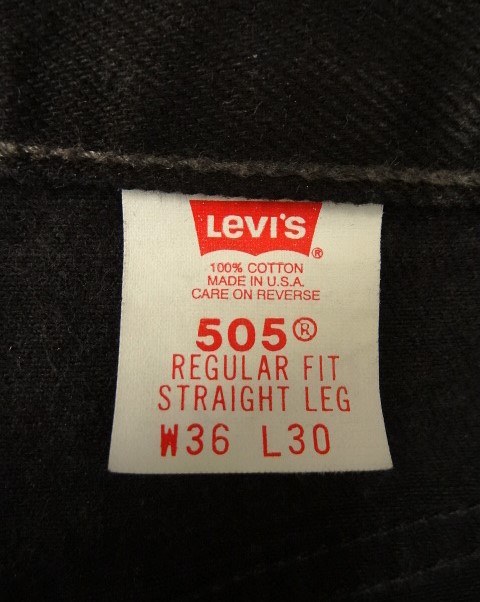 LEVI'S®
100% COTTON
MADE IN U.S.A.
CARE ON REVERSE
505®
REGULAR FIT
STRAIGHT LEG
W36 L30